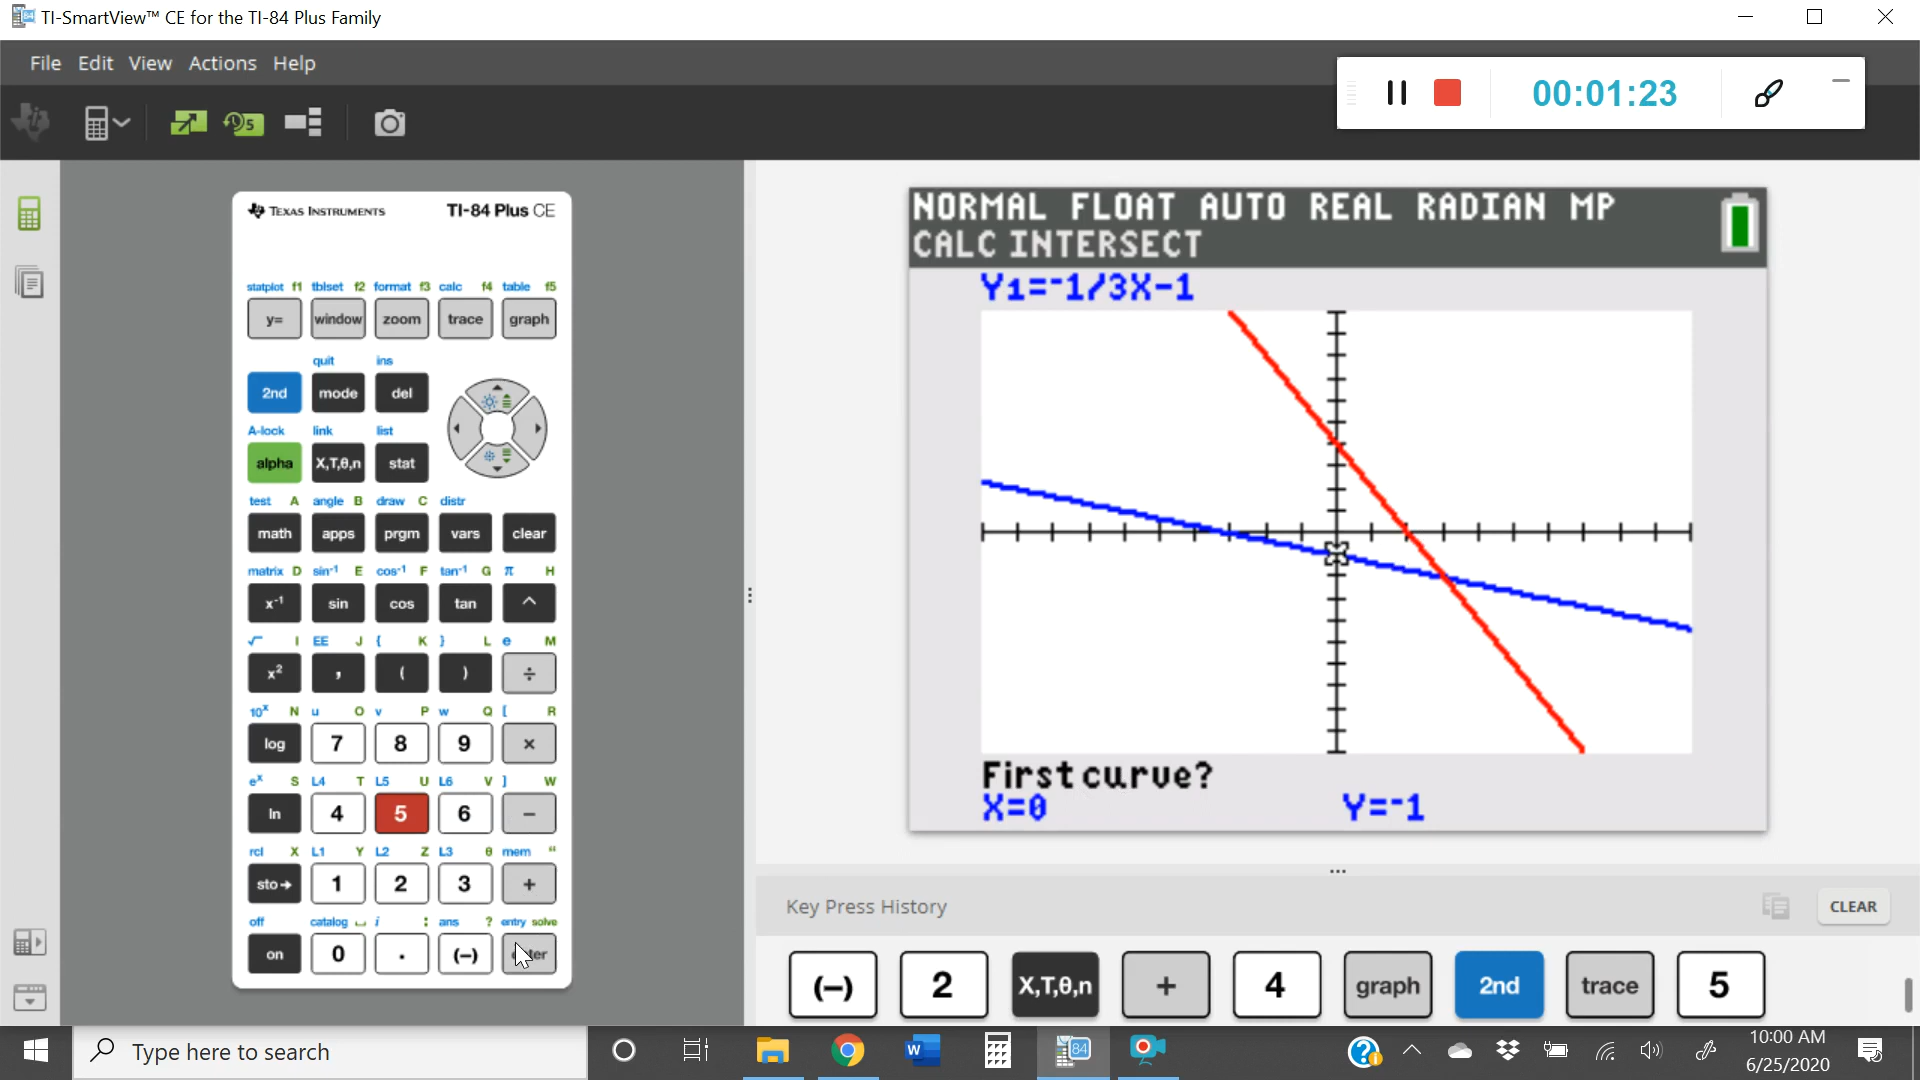 TI-SmartView™ CE for the TI-84 Plus Family
File Edit View Actions Help
00:01:23
TEXAS INSTRUMENTS TI-84 Plus CE
statplot f1 tblset f2 format f3 calc f4 table f5
y= window zoom trace graph
quit ins
2nd mode del
A-lock link list
alpha X,T,θ,n stat
test A angle B draw C distr
math apps prgm vars clear
matrix D sin⁻¹ E cos⁻¹ F tan⁻¹ G π H
x⁻¹ sin cos tan ^
√ I EE J { K } L e M
x² , ( ) ÷
10ˣ N u O v P w Q [ R
log 7 8 9 ×
eˣ S L4 T L5 U L6 V ] W
ln 4 5 6 −
rcl X L1 Y L2 Z L3 θ mem "
sto→ 1 2 3 +
off catalog ⎵ i : ans ? entry solve
on 0 . (−)
NORMAL FLOAT AUTO REAL RADIAN MP
CALC INTERSECT
Y₁=⁻1/3X−1
First curve?
X=0 Y=⁻1
Key Press History CLEAR
(−) 2 X,T,θ,n + 4 graph 2nd trace 5
Type here to search
10:00 AM
6/25/2020